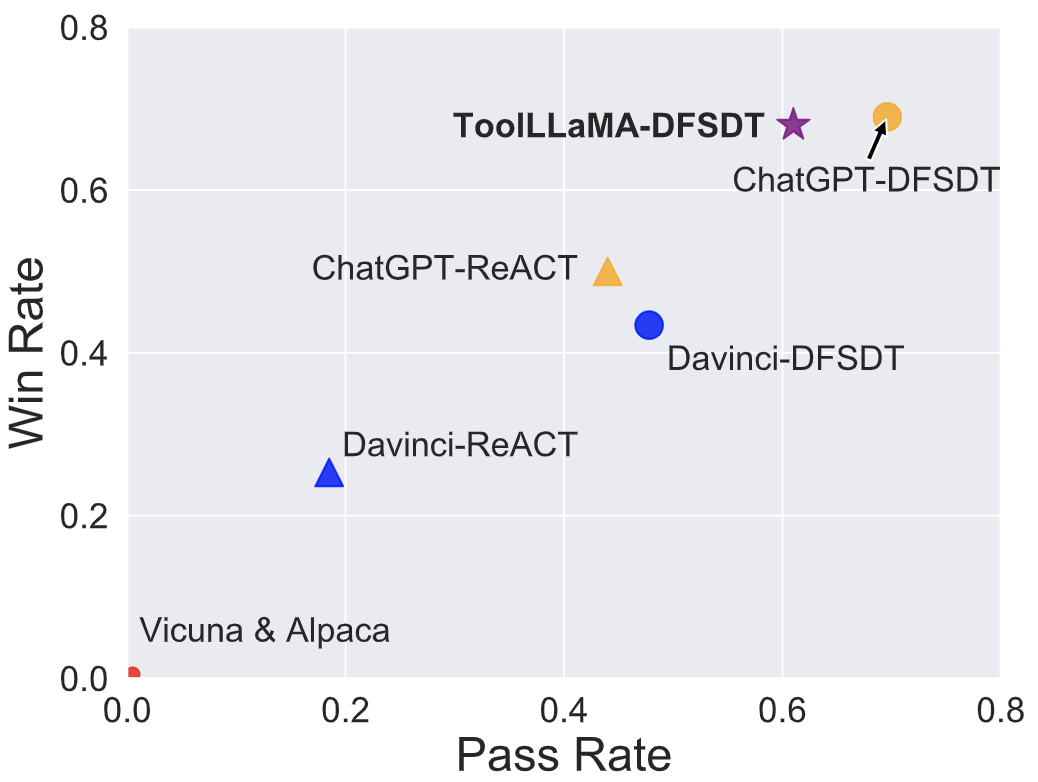 0.8
ToolLLaMA-DFSDT
ChatGPT-DFSDT
0.6
ChatGPT-ReACT
Davinci-DFSDT
0.4
Davinci-ReACT
0.2
Vicuna & Alpaca
0.0
Win Rate
0.0 0.2 0.4 0.6 0.8
Pass Rate